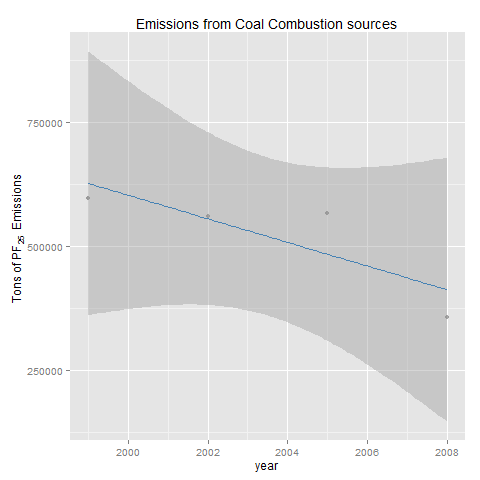 Emissions from Coal Combustion sources
Tons of PF25 Emissions
750000
500000
250000
2000 2002 2004 2006 2008
year